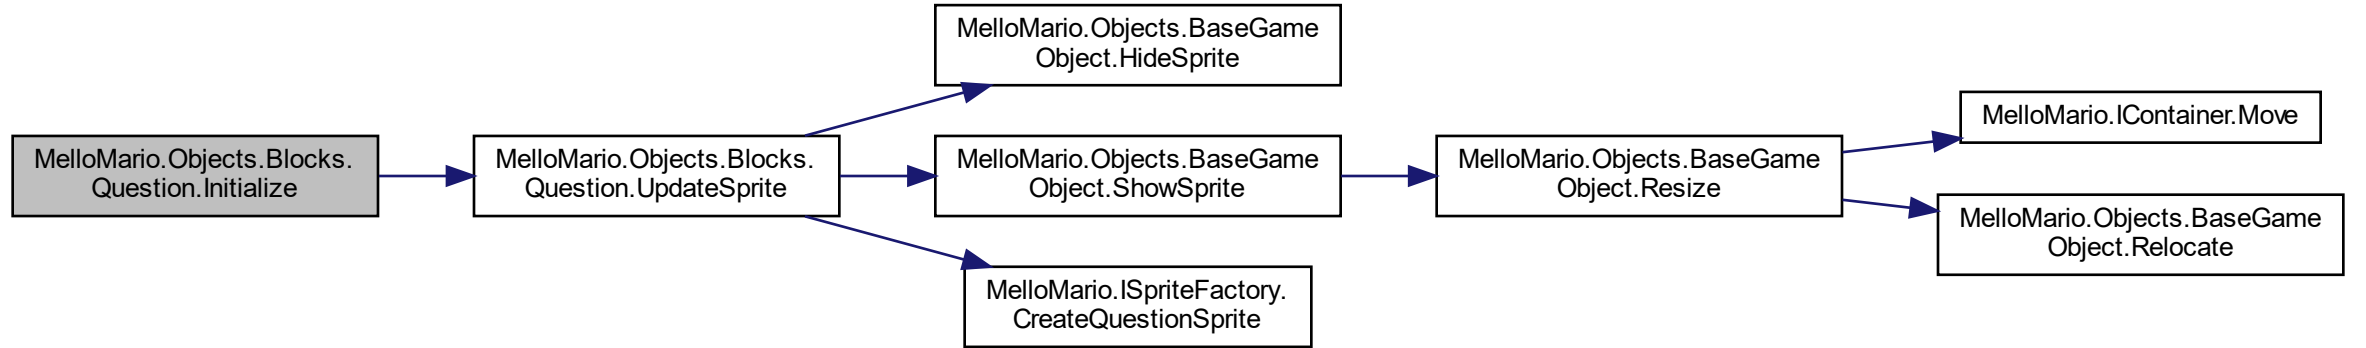 MelloMario.Objects.Blocks.
Question.Initialize
MelloMario.Objects.Blocks.
Question.UpdateSprite
MelloMario.Objects.BaseGame
Object.HideSprite
MelloMario.Objects.BaseGame
Object.ShowSprite
MelloMario.ISpriteFactory.
CreateQuestionSprite
MelloMario.Objects.BaseGame
Object.Resize
MelloMario.IContainer.Move
MelloMario.Objects.BaseGame
Object.Relocate